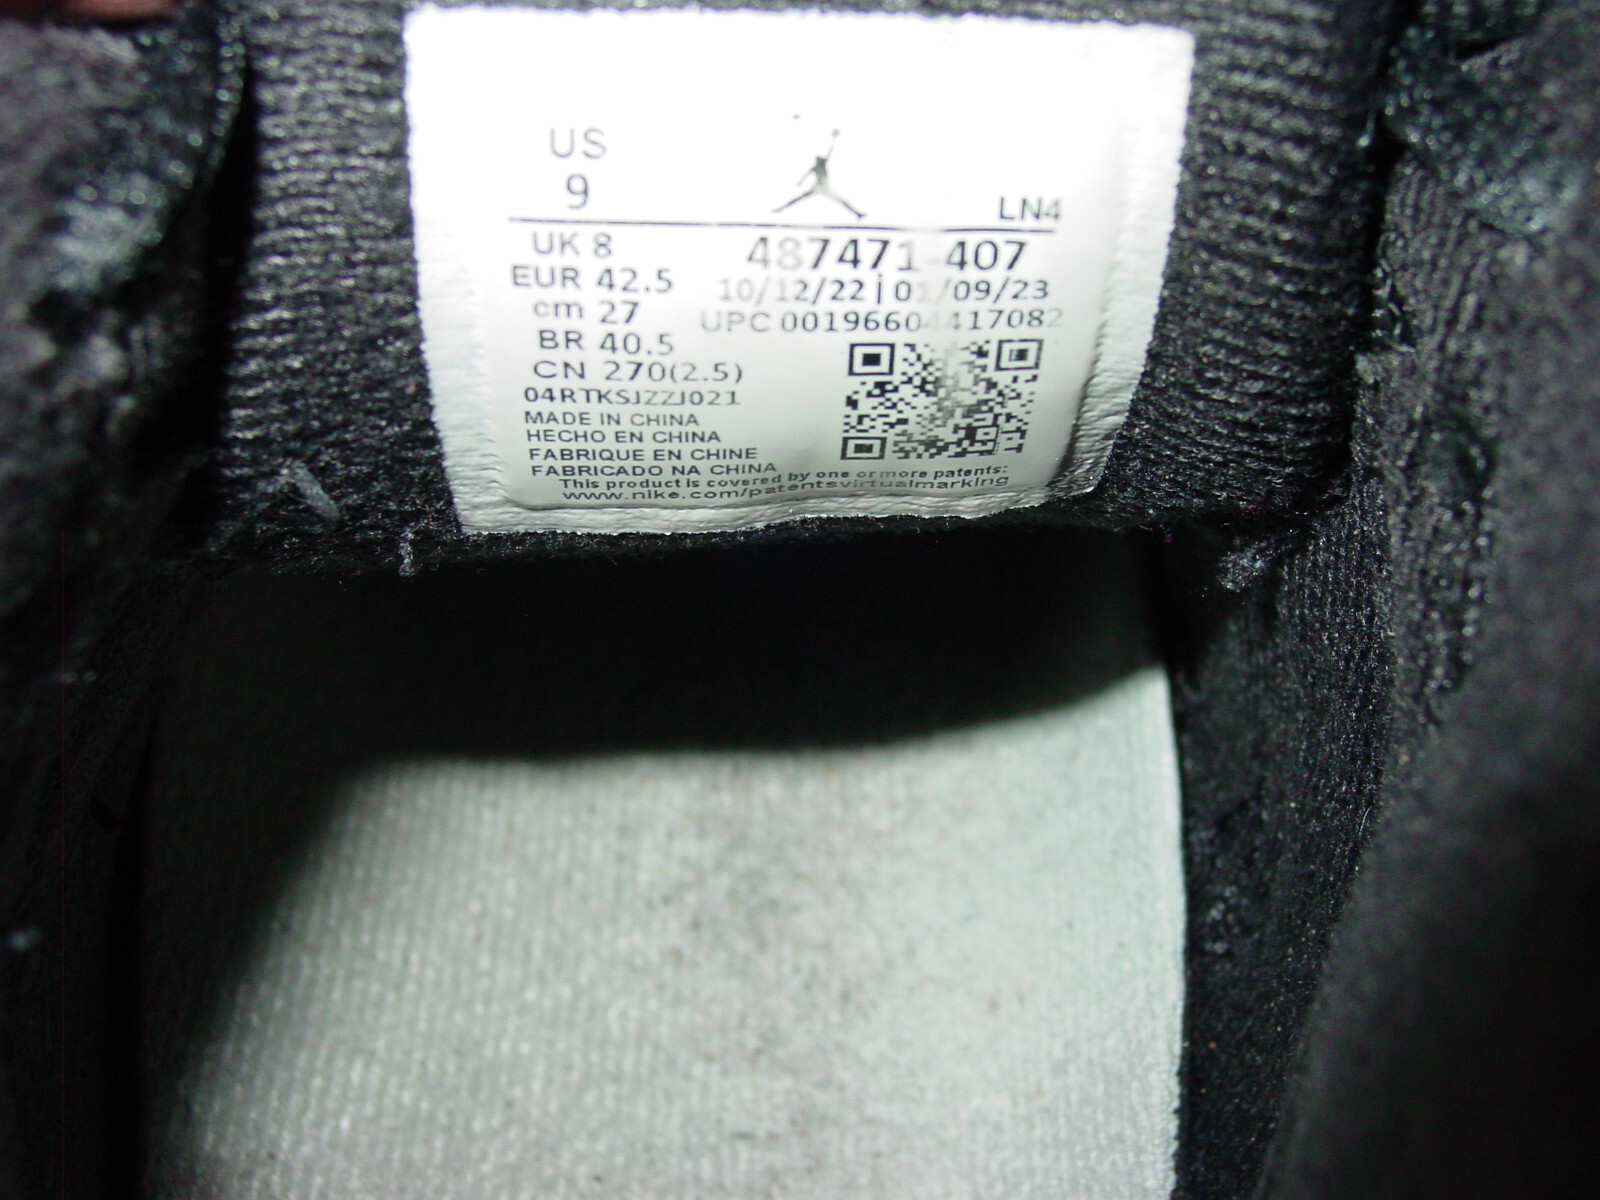 US
9
LN4
UK 8
EUR 42.5
cm 27
BR 40.5
CN 270(2.5)
04RTKSJZZJ021
MADE IN CHINA
HECHO EN CHINA
FABRIQUE EN CHINE
FABRICADO NA CHINA
487471 407
10/12/22 | 01/09/23
UPC 00196604417082
This product is covered by one or more patents:
www.nike.com/patentsvirtualmarking